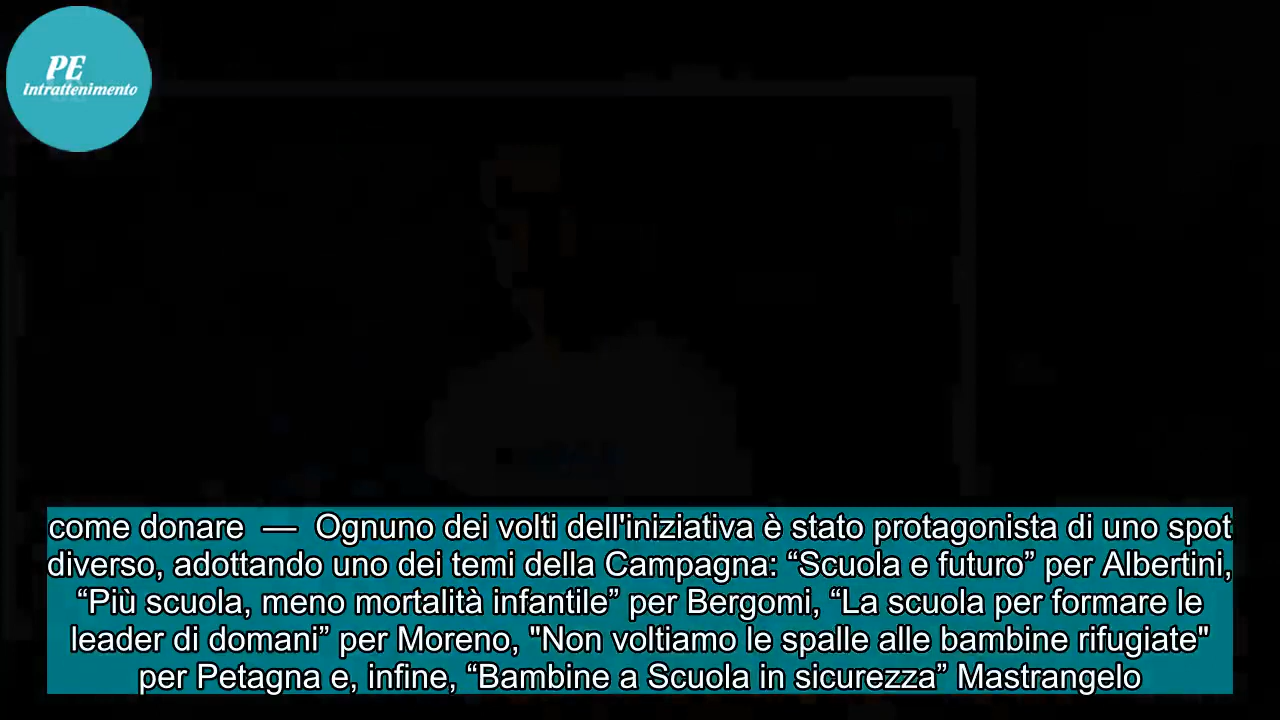 PE
Intrattenimento
come donare — Ognuno dei volti dell'iniziativa è stato protagonista di uno spot
diverso, adottando uno dei temi della Campagna: “Scuola e futuro” per Albertini,
“Più scuola, meno mortalità infantile” per Bergomi, “La scuola per formare le
leader di domani” per Moreno, "Non voltiamo le spalle alle bambine rifugiate"
per Petagna e, infine, “Bambine a Scuola in sicurezza” Mastrangelo